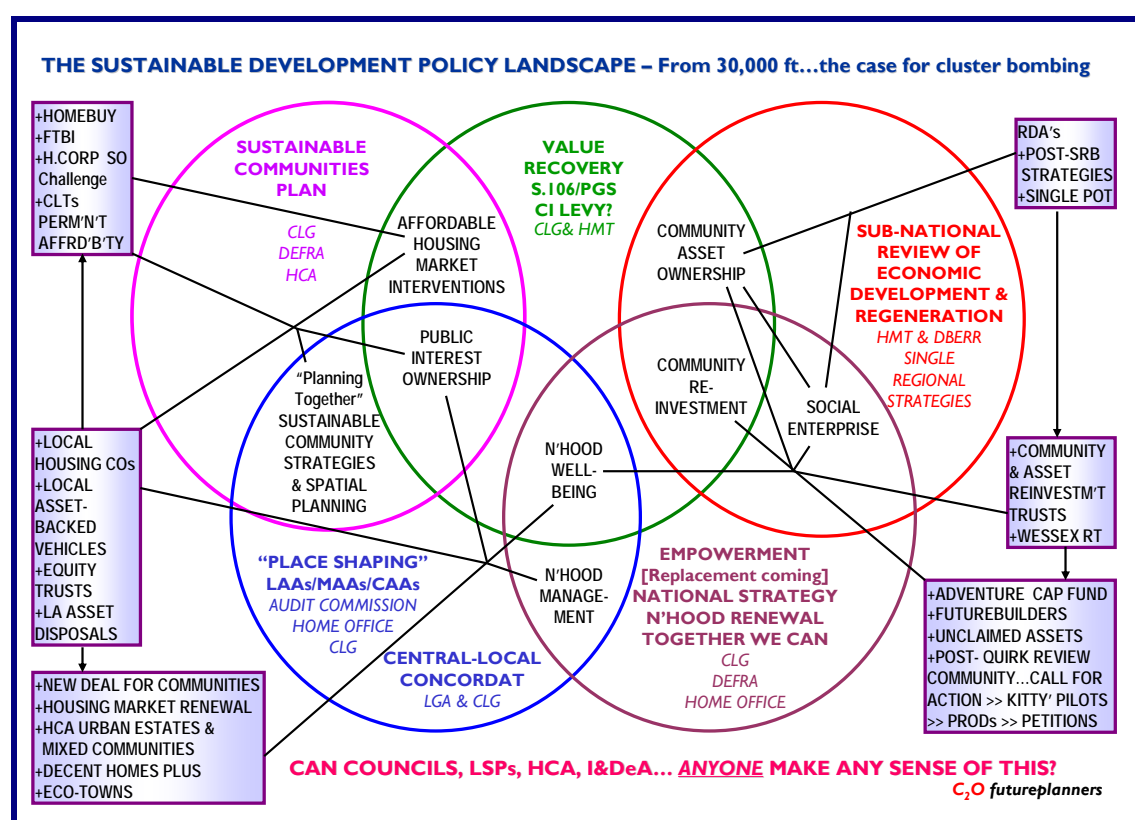 THE SUSTAINABLE DEVELOPMENT POLICY LANDSCAPE – From 30,000 ft…the case for cluster bombing
+HOMEBUY
+FTBI
+H.CORP SO
Challenge
+CLTs
PERM'N'T
AFFRD'B'TY
SUSTAINABLE
COMMUNITIES
PLAN
CLG
DEFRA
HCA
VALUE
RECOVERY
S.106/PGS
CI LEVY?
CLG& HMT
AFFORDABLE
HOUSING
MARKET
INTERVENTIONS
COMMUNITY
ASSET
OWNERSHIP
RDA's
+POST-SRB
STRATEGIES
+SINGLE POT
SUB-NATIONAL
REVIEW OF
ECONOMIC
DEVELOPMENT &
REGENERATION
HMT & DBERR
SINGLE
REGIONAL
STRATEGIES
PUBLIC
INTEREST
OWNERSHIP
"Planning
Together"
SUSTAINABLE
COMMUNITY
STRATEGIES
& SPATIAL
PLANNING
COMMUNITY
RE-
INVESTMENT
SOCIAL
ENTERPRISE
N'HOOD
WELL-
BEING
+LOCAL
HOUSING COs
+LOCAL
ASSET-
BACKED
VEHICLES
+EQUITY
TRUSTS
+LA ASSET
DISPOSALS
+COMMUNITY
& ASSET
REINVESTM'T
TRUSTS
+WESSEX RT
"PLACE SHAPING"
LAAs/MAAs/CAAs
AUDIT COMMISSION
HOME OFFICE
CLG
CENTRAL-LOCAL
CONCORDAT
LGA & CLG
N'HOOD
MANAGE-
MENT
EMPOWERMENT
[Replacement coming]
NATIONAL STRATEGY
N'HOOD RENEWAL
TOGETHER WE CAN
CLG
DEFRA
HOME OFFICE
+ADVENTURE CAP FUND
+FUTUREBUILDERS
+UNCLAIMED ASSETS
+POST- QUIRK REVIEW
COMMUNITY…CALL FOR
ACTION >> KITTY' PILOTS
>> PRODs >> PETITIONS
+NEW DEAL FOR COMMUNITIES
+HOUSING MARKET RENEWAL
+HCA URBAN ESTATES &
MIXED COMMUNITIES
+DECENT HOMES PLUS
+ECO-TOWNS
CAN COUNCILS, LSPs, HCA, I&DeA… ANYONE MAKE ANY SENSE OF THIS?
C2O futureplanners